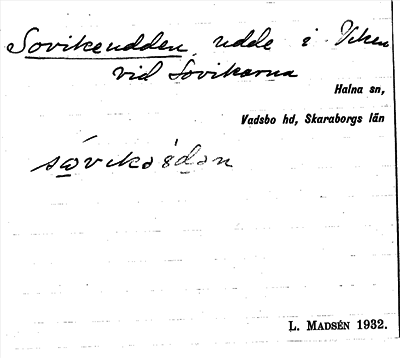 Sovikeudden, udde i Viken
vid Sovikarna
Halna sn,
Vadsbo hd, Skaraborgs län
L. MADSÉN 1932.